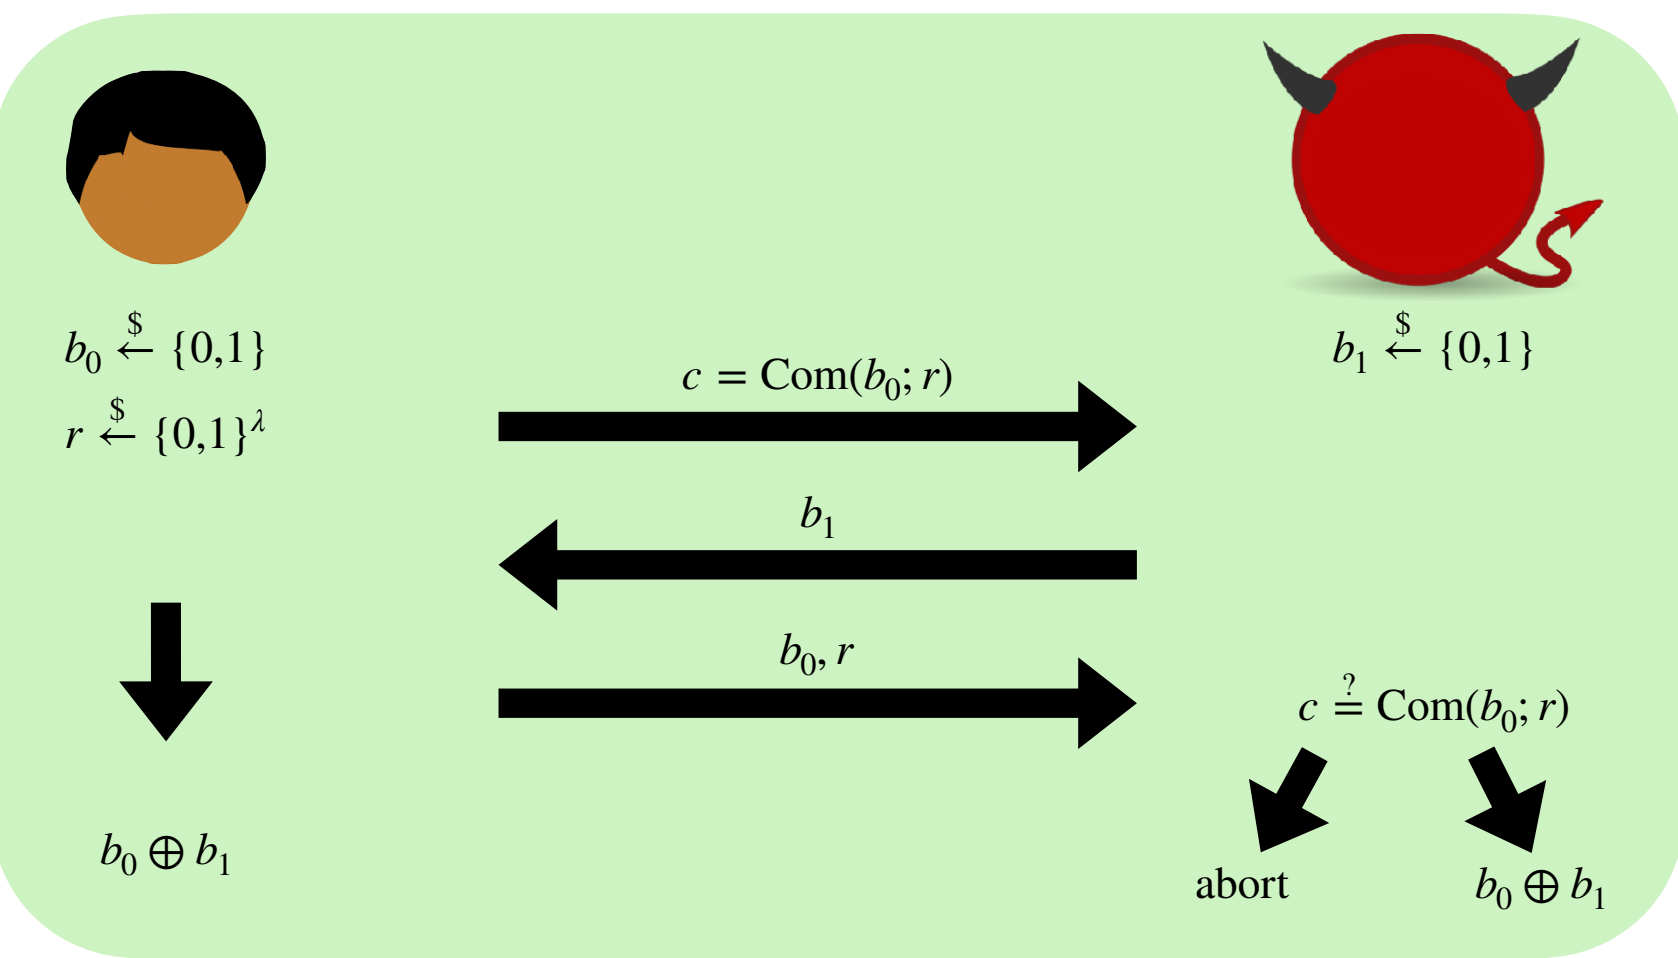 b₀ ←$ {0,1}
r ←$ {0,1}^λ
b₁ ←$ {0,1}
c = Com(b₀; r)
b₁
b₀, r
c ≟ Com(b₀; r)
abort
b₀ ⊕ b₁
b₀ ⊕ b₁